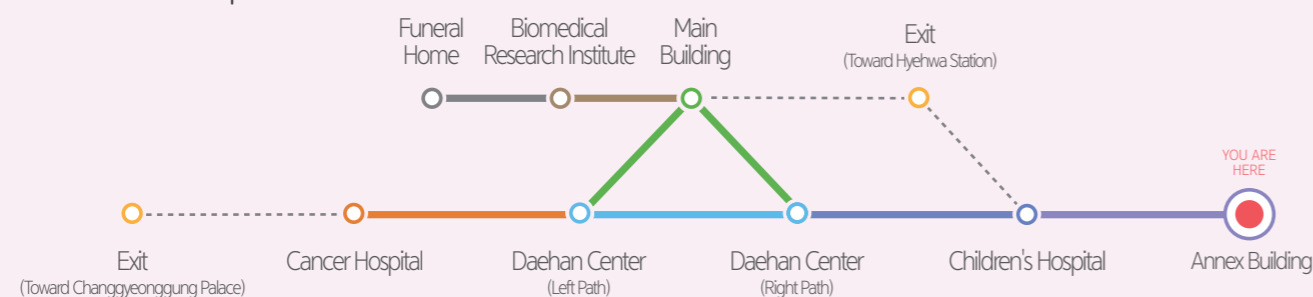 Funeral
Home
Biomedical
Research Institute
Main
Building
Exit
(Toward Hyehwa Station)
YOU ARE
HERE
Exit
(Toward Changgyeonggung Palace)
Cancer Hospital
Daehan Center
(Left Path)
Daehan Center
(Right Path)
Children's Hospital
Annex Building